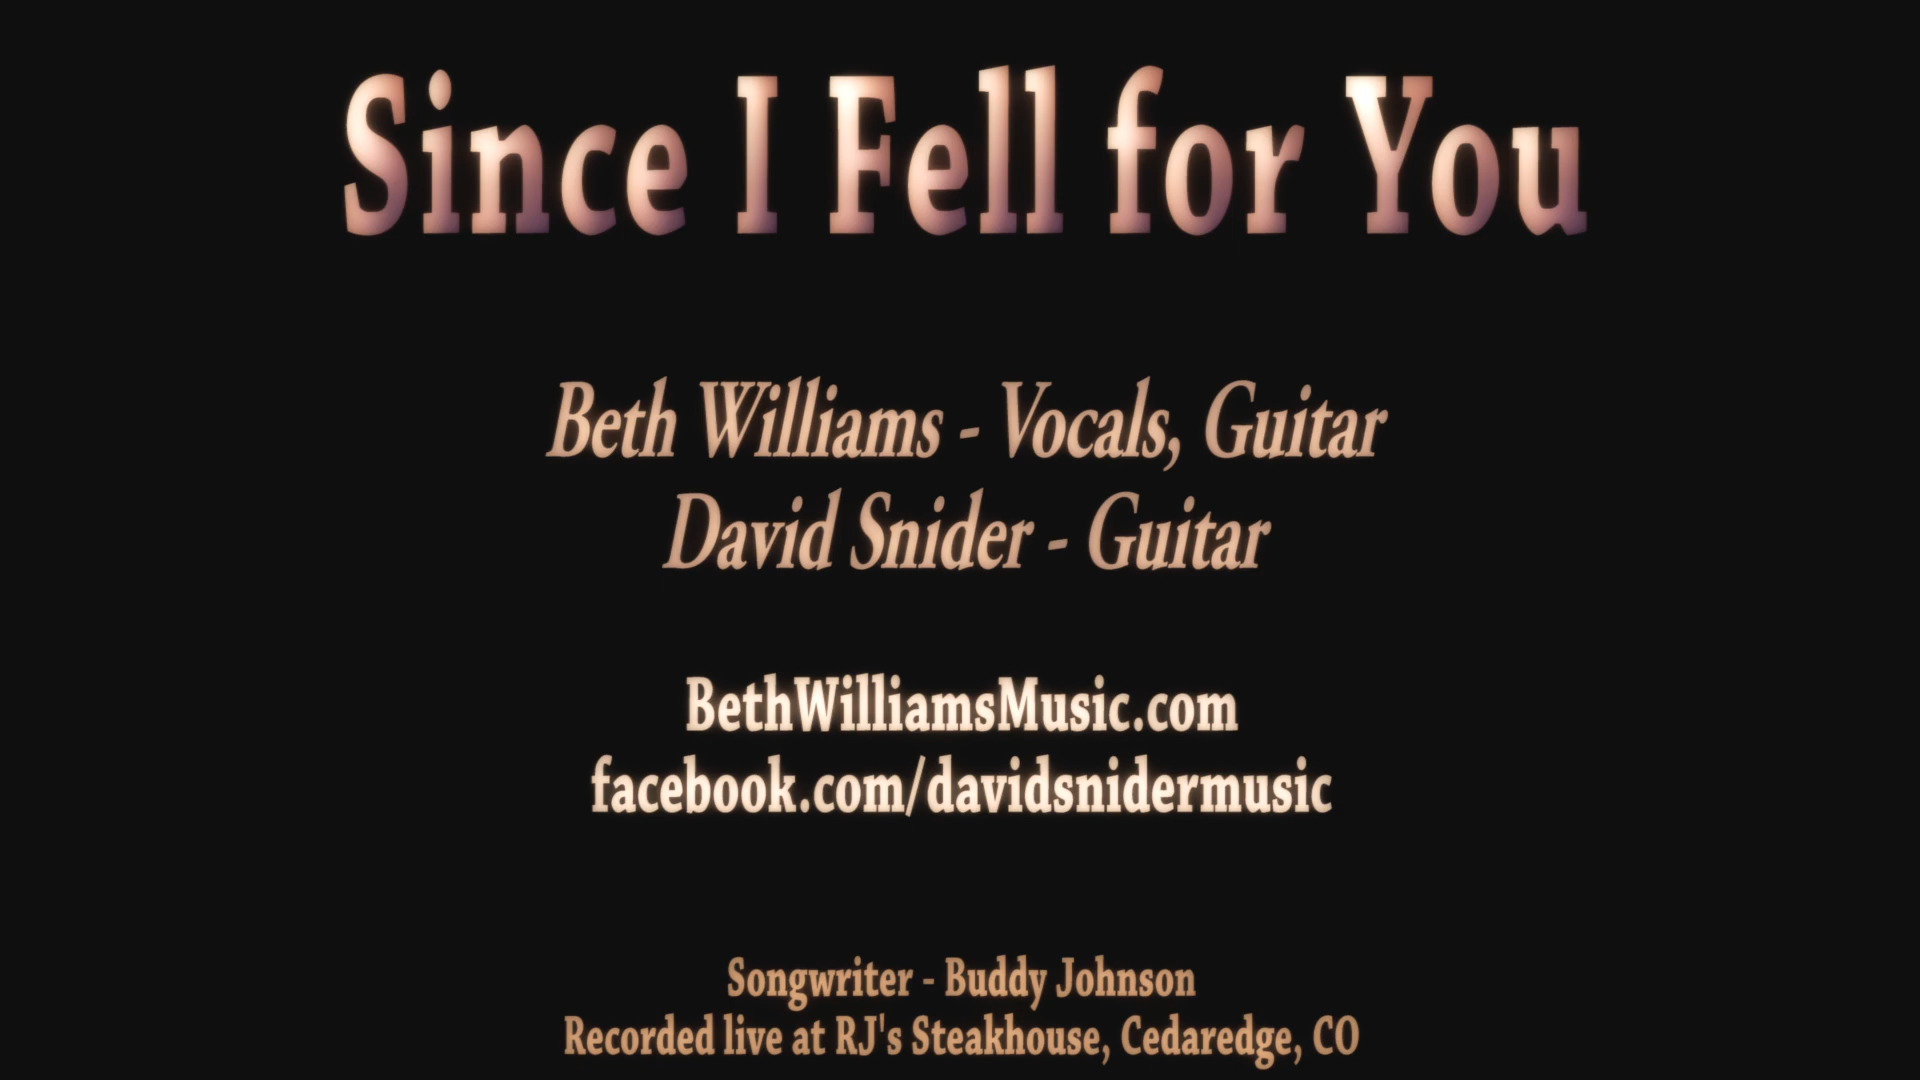 Since I Fell for You
Beth Williams - Vocals, Guitar
David Snider - Guitar
BethWilliamsMusic.com
facebook.com/davidsnidermusic
Songwriter - Buddy Johnson
Recorded live at RJ's Steakhouse, Cedaredge, CO